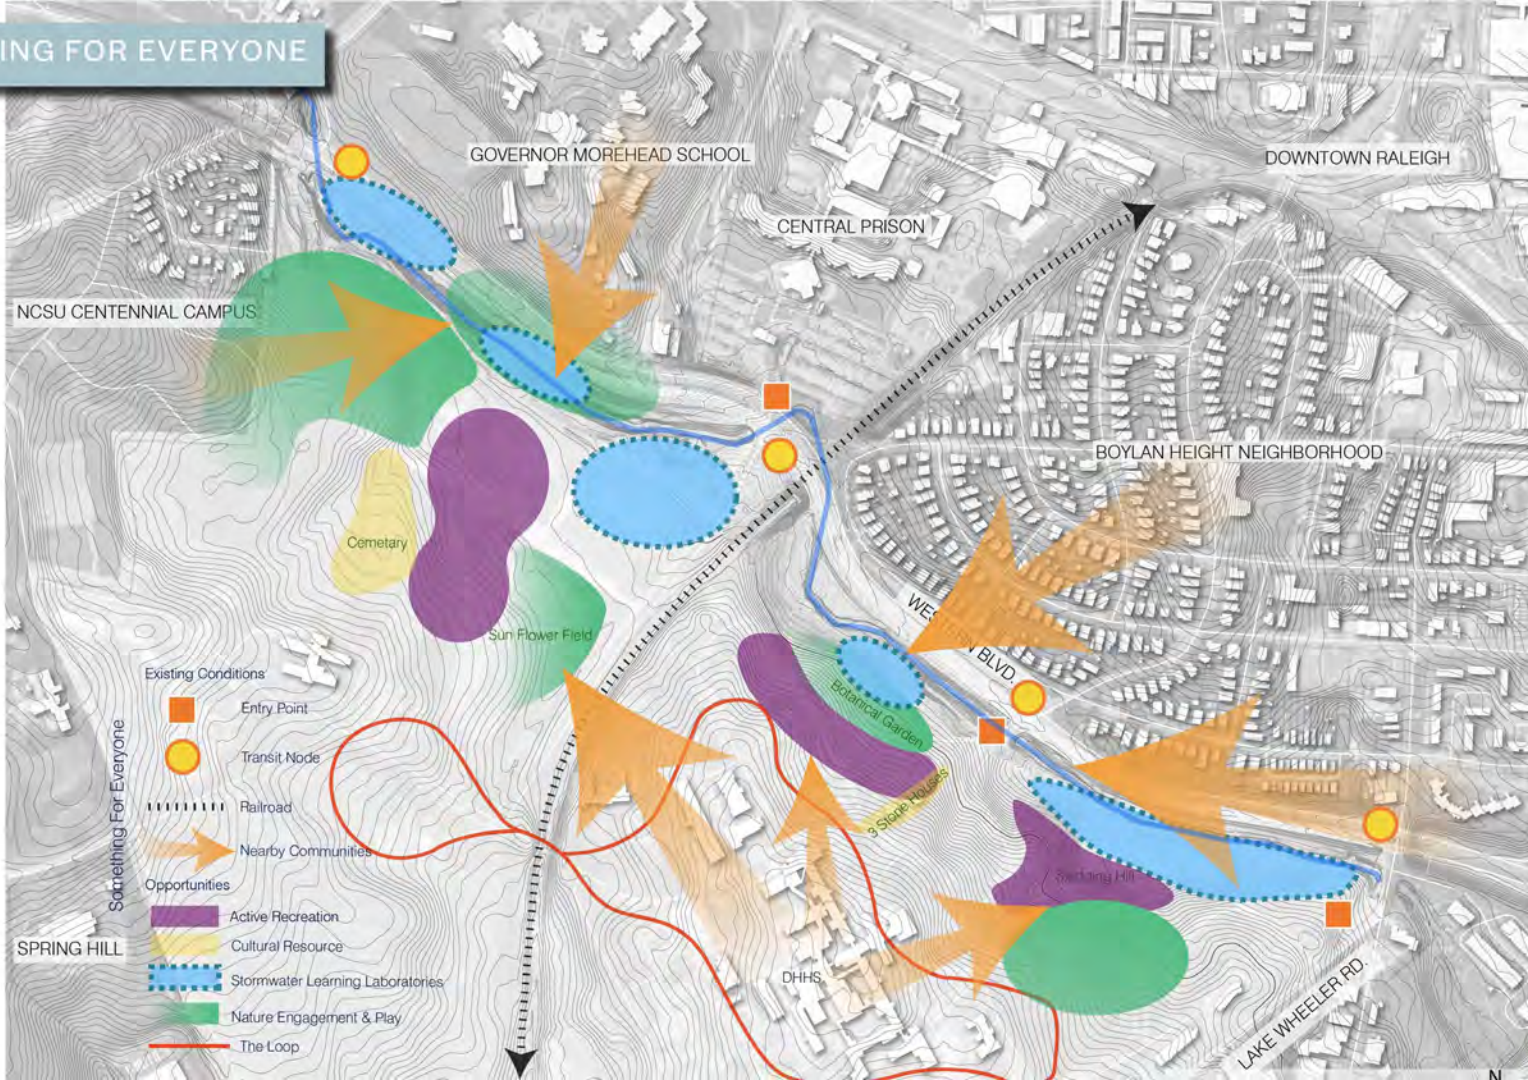 ING FOR EVERYONE
GOVERNOR MOREHEAD SCHOOL
DOWNTOWN RALEIGH
CENTRAL PRISON
NCSU CENTENNIAL CAMPUS
BOYLAN HEIGHT NEIGHBORHOOD
Cemetary
WESTERN BLVD.
Sun Flower Field
Botanical Garden
3 Stone Houses
Sledding Hill
DHHS
SPRING HILL
LAKE WHEELER RD.
Something For Everyone
Existing Conditions
Entry Point
Transit Node
Railroad
Nearby Communities
Opportunities
Active Recreation
Cultural Resource
Stormwater Learning Laboratories
Nature Engagement & Play
The Loop
N